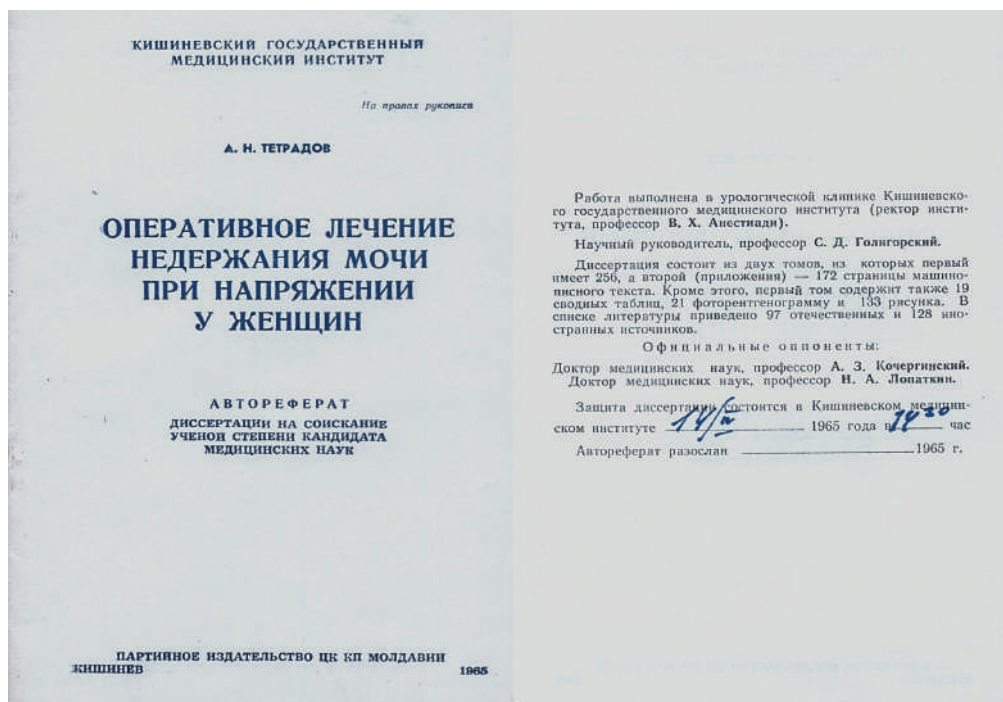 КИШИНЕВСКИЙ ГОСУДАРСТВЕННЫЙ
МЕДИЦИНСКИЙ ИНСТИТУТ
На правах рукописи
А. Н. ТЕТРАДОВ
ОПЕРАТИВНОЕ ЛЕЧЕНИЕ
НЕДЕРЖАНИЯ МОЧИ
ПРИ НАПРЯЖЕНИИ
У ЖЕНЩИН
АВТОРЕФЕРАТ
ДИССЕРТАЦИИ НА СОИСКАНИЕ
УЧЕНОЙ СТЕПЕНИ КАНДИДАТА
МЕДИЦИНСКИХ НАУК
ПАРТИЙНОЕ ИЗДАТЕЛЬСТВО ЦК КП МОЛДАВИИ
КИШИНЕВ 1965
Работа выполнена в урологической клинике Кишиневско-
го государственного медицинского института (ректор инсти-
тута, профессор В. Х. Анестиади).
Научный руководитель, профессор С. Д. Голигорский.
Диссертация состоит из двух томов, из которых первый
имеет 256, а второй (приложения) — 172 страницы машино-
писного текста. Кроме этого, первый том содержит также 19
сводных таблиц, 21 фоторентгенограмму и 133 рисунка. В
списке литературы приведено 97 отечественных и 128 ино-
странных источников.
Официальные оппоненты:
Доктор медицинских наук, профессор А. З. Кочергинский.
Доктор медицинских наук, профессор Н. А. Лопаткин.
Защита диссертации состоится в Кишиневском медицин-
ском институте 14/IV 1965 года в 14 30 час
Автореферат разослан 1965 г.